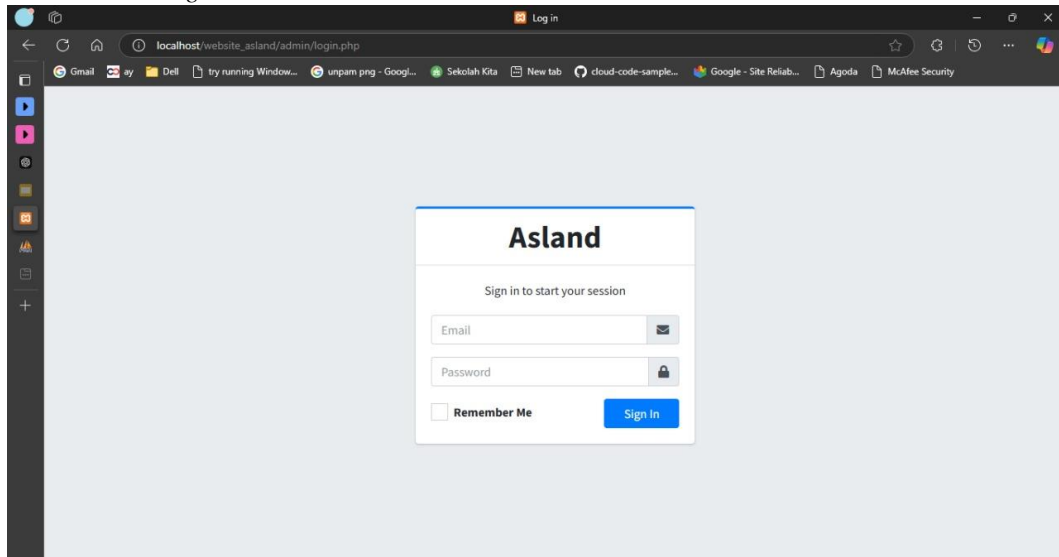 Log in
localhost/website_asland/admin/login.php
Gmail ay Dell try running Window... unpam png - Googl... Sekolah Kita New tab cloud-code-sample... Google - Site Reliab... Agoda McAfee Security
Asland
Sign in to start your session
Email
Password
Remember Me Sign In